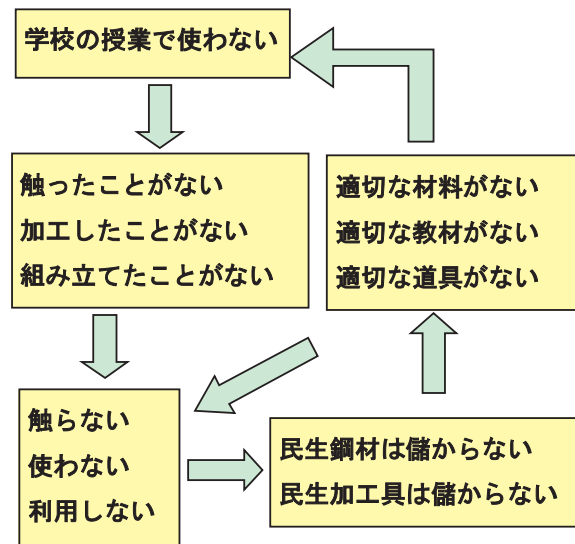 学校の授業で使わない
触ったことがない
加工したことがない
組み立てたことがない
適切な材料がない
適切な教材がない
適切な道具がない
触らない
使わない
利用しない
民生鋼材は儲からない
民生加工具は儲からない